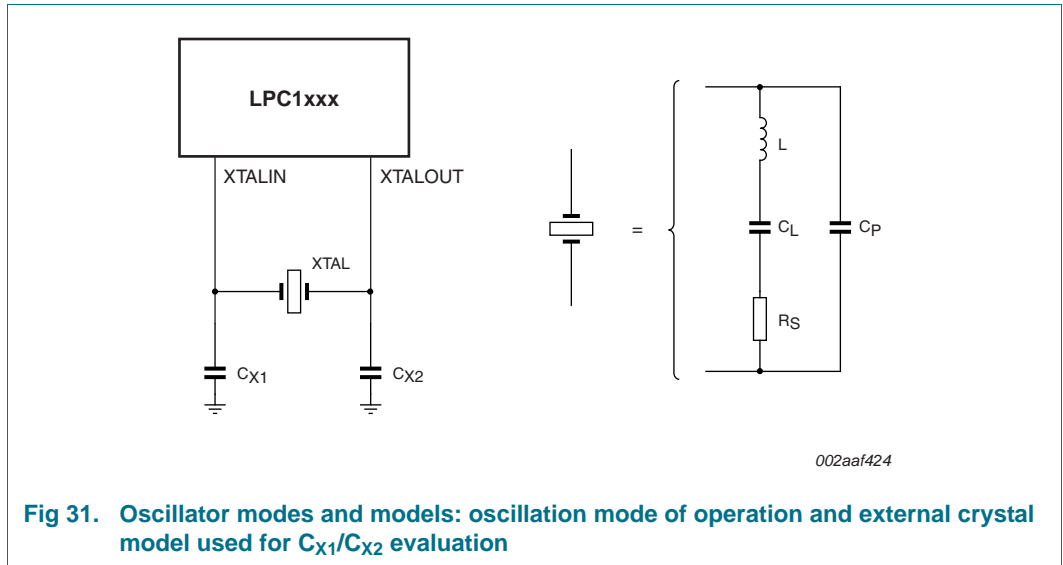 LPC1xxx
XTALIN
XTALOUT
XTAL
CX1
CX2
=
L
CL
CP
RS
002aaf424
Fig 31. Oscillator modes and models: oscillation mode of operation and external crystal
model used for CX1/CX2 evaluation